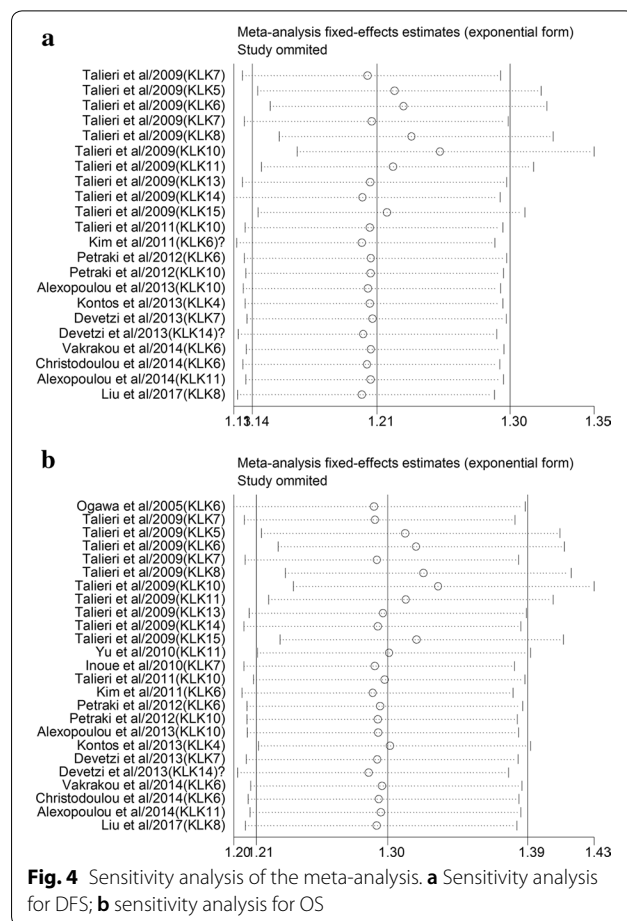 a
Meta-analysis fixed-effects estimates (exponential form)
Study ommited
Talieri et al/2009(KLK7)
Talieri et al/2009(KLK5)
Talieri et al/2009(KLK6)
Talieri et al/2009(KLK7)
Talieri et al/2009(KLK8)
Talieri et al/2009(KLK10)
Talieri et al/2009(KLK11)
Talieri et al/2009(KLK13)
Talieri et al/2009(KLK14)
Talieri et al/2009(KLK15)
Talieri et al/2011(KLK10)
Kim et al/2011(KLK6)?
Petraki et al/2012(KLK6)
Petraki et al/2012(KLK10)
Alexopoulou et al/2013(KLK10)
Kontos et al/2013(KLK4)
Devetzi et al/2013(KLK7)
Devetzi et al/2013(KLK14)?
Vakrakou et al/2014(KLK6)
Christodoulou et al/2014(KLK6)
Alexopoulou et al/2014(KLK11)
Liu et al/2017(KLK8)
1.13 1.14 1.21 1.30 1.35
b
Meta-analysis fixed-effects estimates (exponential form)
Study ommited
Ogawa et al/2005(KLK6)
Talieri et al/2009(KLK7)
Talieri et al/2009(KLK5)
Talieri et al/2009(KLK6)
Talieri et al/2009(KLK7)
Talieri et al/2009(KLK8)
Talieri et al/2009(KLK10)
Talieri et al/2009(KLK11)
Talieri et al/2009(KLK13)
Talieri et al/2009(KLK14)
Talieri et al/2009(KLK15)
Yu et al/2010(KLK11)
Inoue et al/2010(KLK7)
Talieri et al/2011(KLK10)
Kim et al/2011(KLK6)
Petraki et al/2012(KLK6)
Petraki et al/2012(KLK10)
Alexopoulou et al/2013(KLK10)
Kontos et al/2013(KLK4)
Devetzi et al/2013(KLK7)
Devetzi et al/2013(KLK14)?
Vakrakou et al/2014(KLK6)
Christodoulou et al/2014(KLK6)
Alexopoulou et al/2014(KLK11)
Liu et al/2017(KLK8)
1.20 1.21 1.30 1.39 1.43
Fig. 4 Sensitivity analysis of the meta-analysis. a Sensitivity analysis
for DFS; b sensitivity analysis for OS